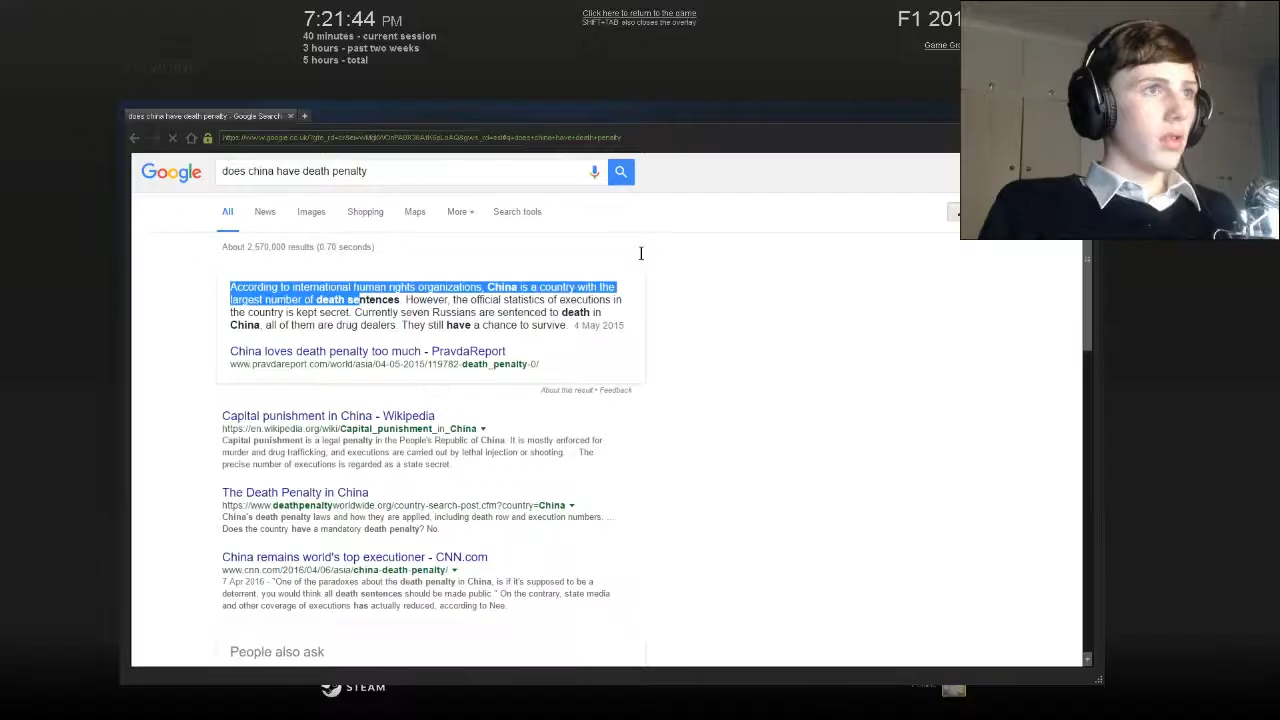 7:21:44 PM
40 minutes - current session
3 hours - past two weeks
5 hours - total
Click here to return to the game
SHIFT+TAB also closes the overlay
F1 201
Game Gro
does china have death penalty - Google Search
does china have death penalty
Google
All News Images Shopping Maps More Search tools
About 2,570,000 results (0.70 seconds)
According to international human rights organizations, China is a country with the
largest number of death sentences. However, the official statistics of executions in
the country is kept secret. Currently seven Russians are sentenced to death in
China, all of them are drug dealers. They still have a chance to survive. 4 May 2015
China loves death penalty too much - PravdaReport
www.pravdareport.com/world/asia/04-05-2015/119782-death_penalty-0/
About this result • Feedback
Capital punishment in China - Wikipedia
https://en.wikipedia.org/wiki/Capital_punishment_in_China
Capital punishment is a legal penalty in the People's Republic of China. It is mostly enforced for
murder and drug trafficking, and executions are carried out by lethal injection or shooting. The
precise number of executions is regarded as a state secret.
The Death Penalty in China
https://www.deathpenaltyworldwide.org/country-search-post.cfm?country=China
China's death penalty laws and how they are applied, including death row and execution numbers. ...
Does the country have a mandatory death penalty? No.
China remains world's top executioner - CNN.com
www.cnn.com/2016/04/06/asia/china-death-penalty/
7 Apr 2016 - "One of the paradoxes about the death penalty in China, is if it's supposed to be a
deterrent, you would think all death sentences should be made public." On the contrary, state media
and other coverage of executions has actually reduced, according to Nee.
People also ask
STEAM